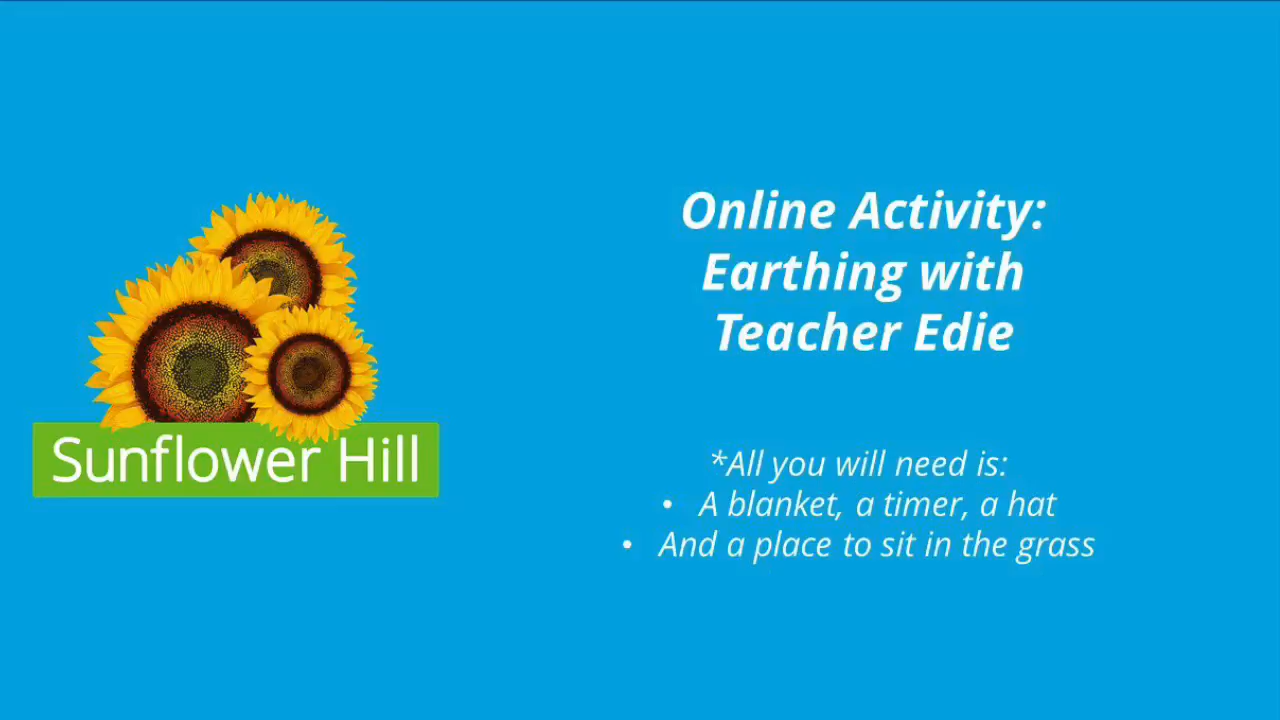 Sunflower Hill
Online Activity:
Earthing with
Teacher Edie
*All you will need is:
• A blanket, a timer, a hat
• And a place to sit in the grass